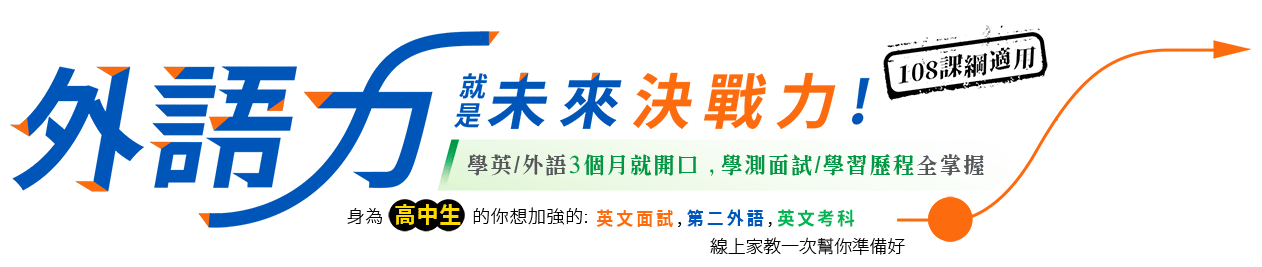 外語力就是未來決戰力!
108課綱適用
學英/外語3個月就開口，學測面試/學習歷程全掌握
身為 高中生 的你想加強的: 英文面試, 第二外語, 英文考科
線上家教一次幫你準備好